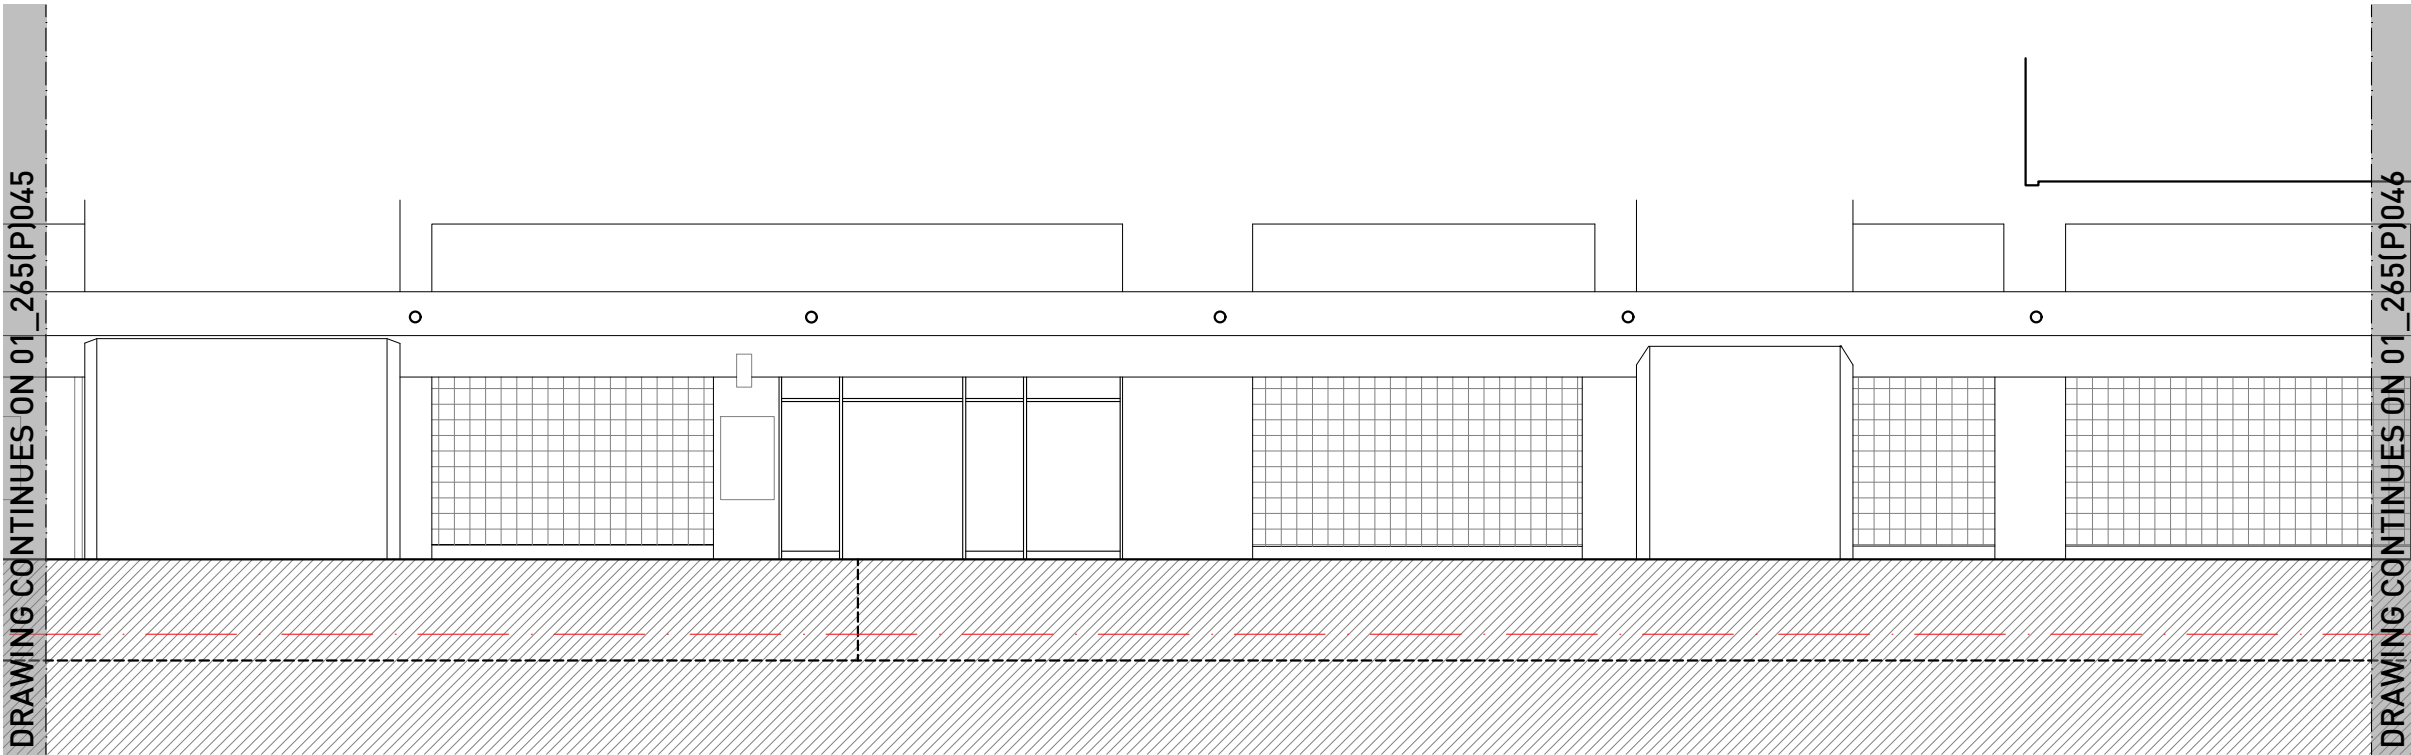 DRAWING CONTINUES ON 01_265(P)045
DRAWING CONTINUES ON 01_265(P)046